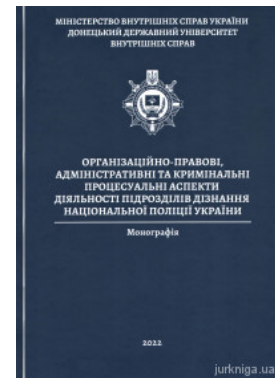 МІНІСТЕРСТВО ВНУТРІШНІХ СПРАВ УКРАЇНИ
ДОНЕЦЬКИЙ ДЕРЖАВНИЙ УНІВЕРСИТЕТ
ВНУТРІШНІХ СПРАВ
ОРГАНІЗАЦІЙНО-ПРАВОВІ,
АДМІНІСТРАТИВНІ ТА КРИМІНАЛЬНІ
ПРОЦЕСУАЛЬНІ АСПЕКТИ
ДІЯЛЬНОСТІ ПІДРОЗДІЛІВ ДІЗНАННЯ
НАЦІОНАЛЬНОЇ ПОЛІЦІЇ УКРАЇНИ
Монографія
2022
jurkniga.ua